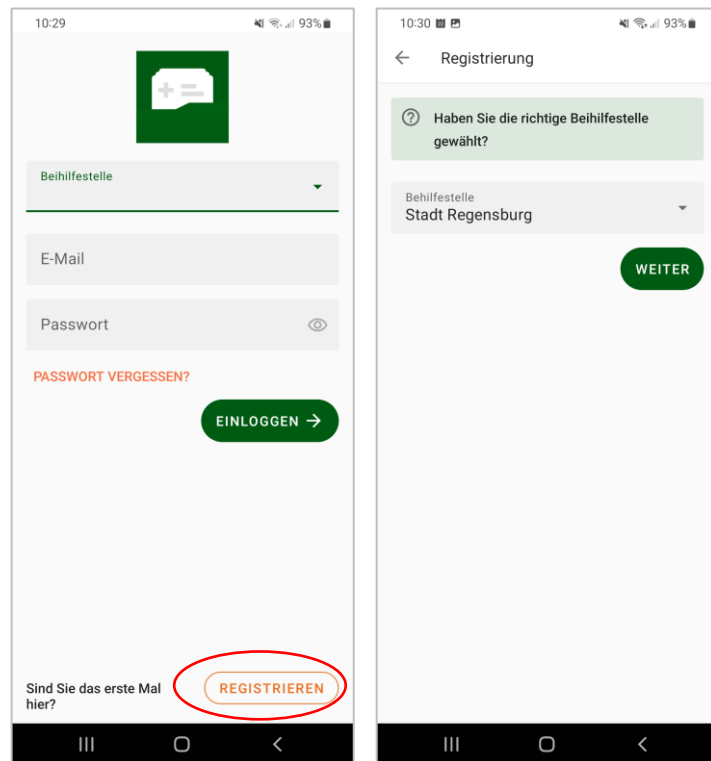 10:29
93%
Beihilfestelle
E-Mail
Passwort
PASSWORT VERGESSEN?
EINLOGGEN
Sind Sie das erste Mal
hier?
REGISTRIEREN
10:30
93%
Registrierung
Haben Sie die richtige Beihilfestelle
gewählt?
Behilfestelle
Stadt Regensburg
WEITER